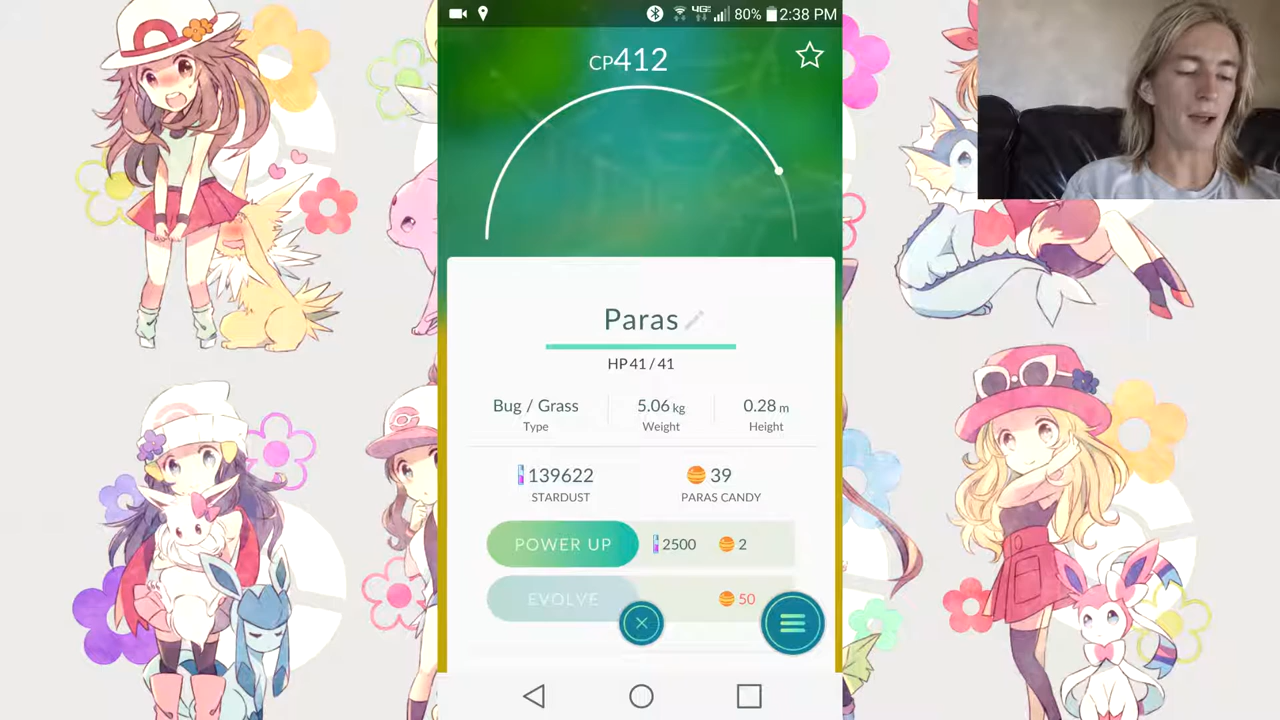 4G 80% 2:38 PM
CP412
Paras
HP 41 / 41
Bug / Grass 5.06 kg 0.28 m
Type Weight Height
139622 39
STARDUST PARAS CANDY
POWER UP 2500 2
EVOLVE 50